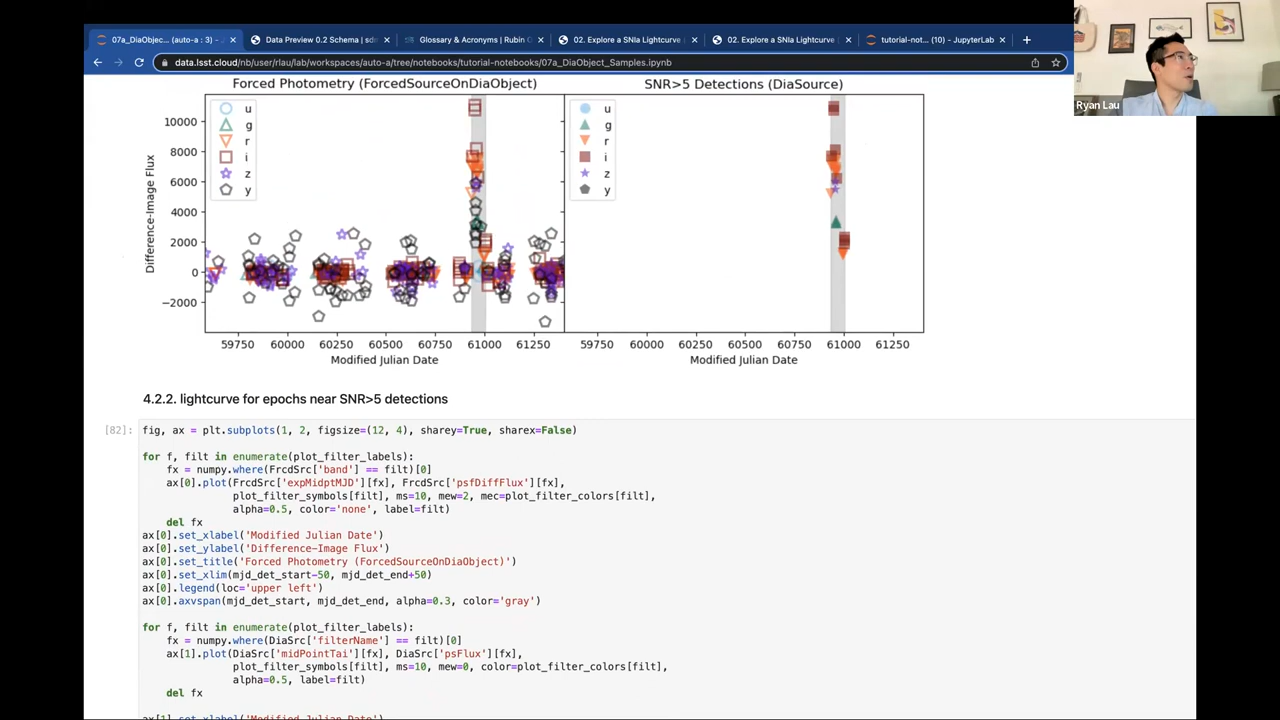 07a_DiaObjec… (auto-a : 3) -
Data Preview 0.2 Schema | sdm
Glossary & Acronyms | Rubin O
02. Explore a SNIa Lightcurve
02. Explore a SNIa Lightcurve
tutorial-not… (10) - JupyterLab
data.lsst.cloud/nb/user/rlau/lab/workspaces/auto-a/tree/notebooks/tutorial-notebooks/07a_DiaObject_Samples.ipynb
Ryan Lau
Forced Photometry (ForcedSourceOnDiaObject)
SNR>5 Detections (DiaSource)
Difference-Image Flux
10000
8000
6000
4000
2000
0
−2000
u
g
r
i
z
y
u
g
r
i
z
y
59750 60000 60250 60500 60750 61000 61250
59750 60000 60250 60500 60750 61000 61250
Modified Julian Date
Modified Julian Date
4.2.2. lightcurve for epochs near SNR>5 detections
[82]:
fig, ax = plt.subplots(1, 2, figsize=(12, 4), sharey=True, sharex=False)
for f, filt in enumerate(plot_filter_labels):
fx = numpy.where(FrcdSrc['band'] == filt)[0]
ax[0].plot(FrcdSrc['expMidptMJD'][fx], FrcdSrc['psfDiffFlux'][fx],
plot_filter_symbols[filt], ms=10, mew=2, mec=plot_filter_colors[filt],
alpha=0.5, color='none', label=filt)
del fx
ax[0].set_xlabel('Modified Julian Date')
ax[0].set_ylabel('Difference-Image Flux')
ax[0].set_title('Forced Photometry (ForcedSourceOnDiaObject)')
ax[0].set_xlim(mjd_det_start-50, mjd_det_end+50)
ax[0].legend(loc='upper left')
ax[0].axvspan(mjd_det_start, mjd_det_end, alpha=0.3, color='gray')
for f, filt in enumerate(plot_filter_labels):
fx = numpy.where(DiaSrc['filterName'] == filt)[0]
ax[1].plot(DiaSrc['midPointTai'][fx], DiaSrc['psFlux'][fx],
plot_filter_symbols[filt], ms=10, mew=0, color=plot_filter_colors[filt],
alpha=0.5, label=filt)
del fx
ax[1].set_xlabel('Modified Julian Date')